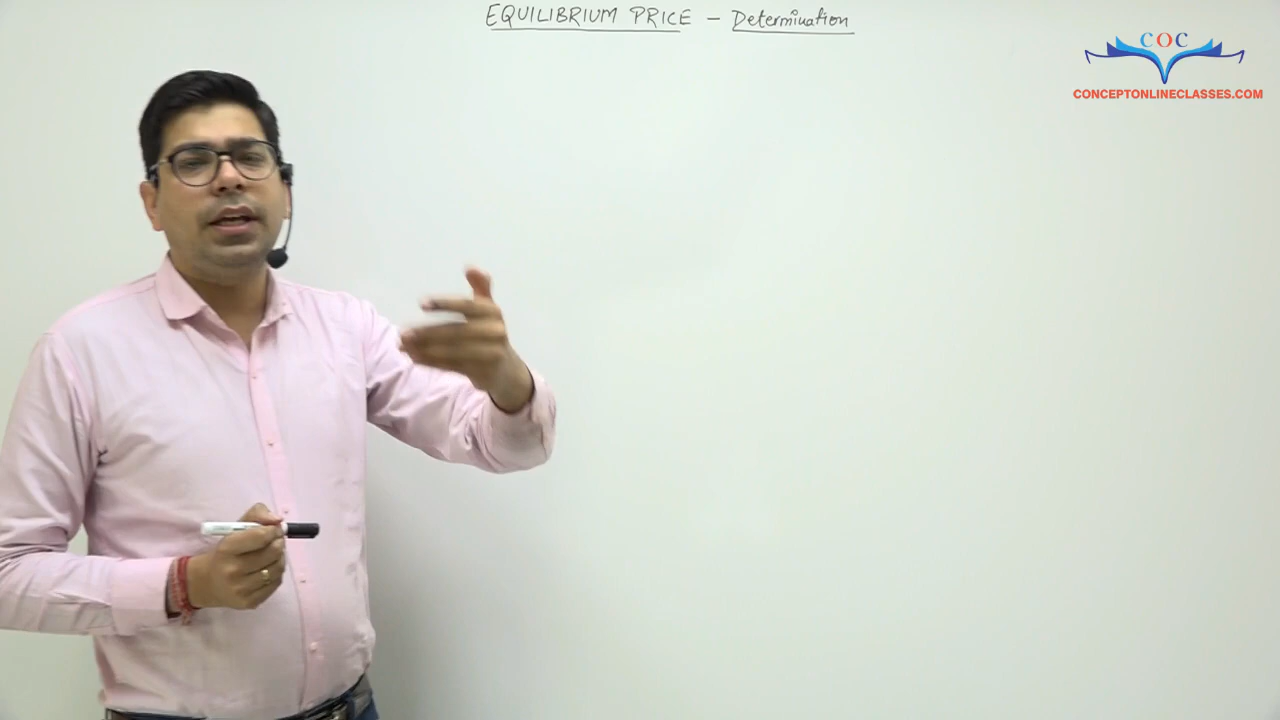 EQUILIBRIUM PRICE – Determination
COC
CONCEPTONLINECLASSES.COM